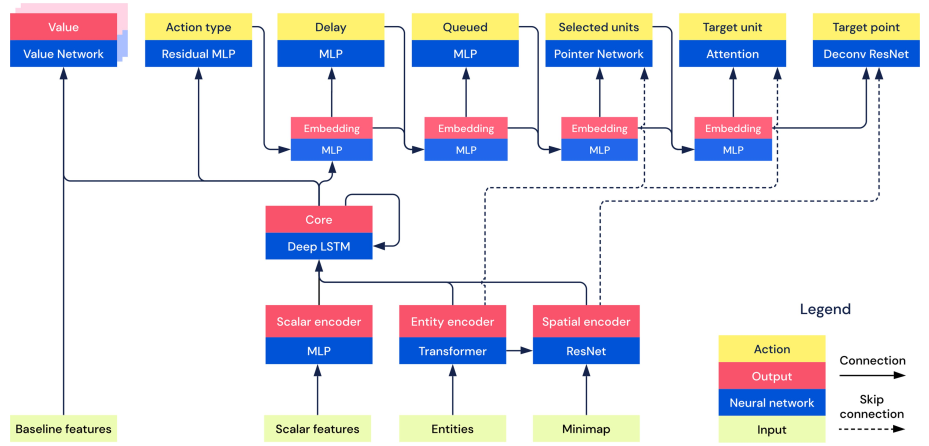 Value
Value Network
Action type
Residual MLP
Delay
MLP
Queued
MLP
Selected units
Pointer Network
Target unit
Attention
Target point
Deconv ResNet
Embedding
MLP
Embedding
MLP
Embedding
MLP
Embedding
MLP
Core
Deep LSTM
Scalar encoder
MLP
Entity encoder
Transformer
Spatial encoder
ResNet
Baseline features
Scalar features
Entities
Minimap
Legend
Action
Output
Neural network
Input
Connection
Skip
connection